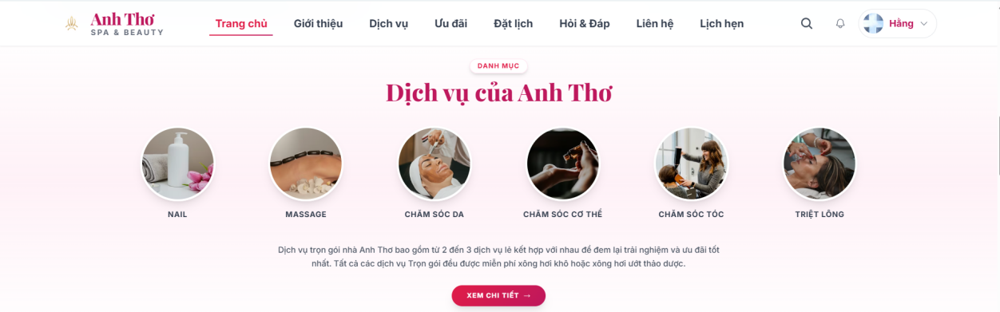 Anh Thơ
SPA & BEAUTY
Trang chủ
Giới thiệu
Dịch vụ
Ưu đãi
Đặt lịch
Hỏi & Đáp
Liên hệ
Lịch hẹn
Hằng
DANH MỤC
Dịch vụ của Anh Thơ
NAIL
MASSAGE
CHĂM SÓC DA
CHĂM SÓC CƠ THỂ
CHĂM SÓC TÓC
TRIỆT LÔNG
Dịch vụ trọn gói nhà Anh Thơ bao gồm từ 2 đến 3 dịch vụ lẻ kết hợp với nhau để đem lại trải nghiệm và ưu đãi tốt
nhất. Tất cả các dịch vụ Trọn gói đều được miễn phí xông hơi khô hoặc xông hơi ướt thảo dược.
XEM CHI TIẾT →